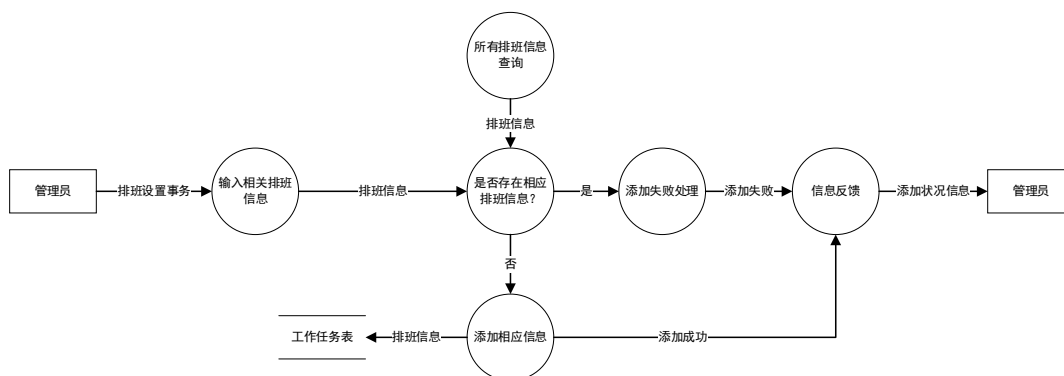 所有排班信息
查询
排班信息
管理员
排班设置事务
输入相关排班
信息
排班信息
是否存在相应
排班信息？
是
添加失败处理
添加失败
信息反馈
添加状况信息
管理员
否
工作任务表
排班信息
添加相应信息
添加成功